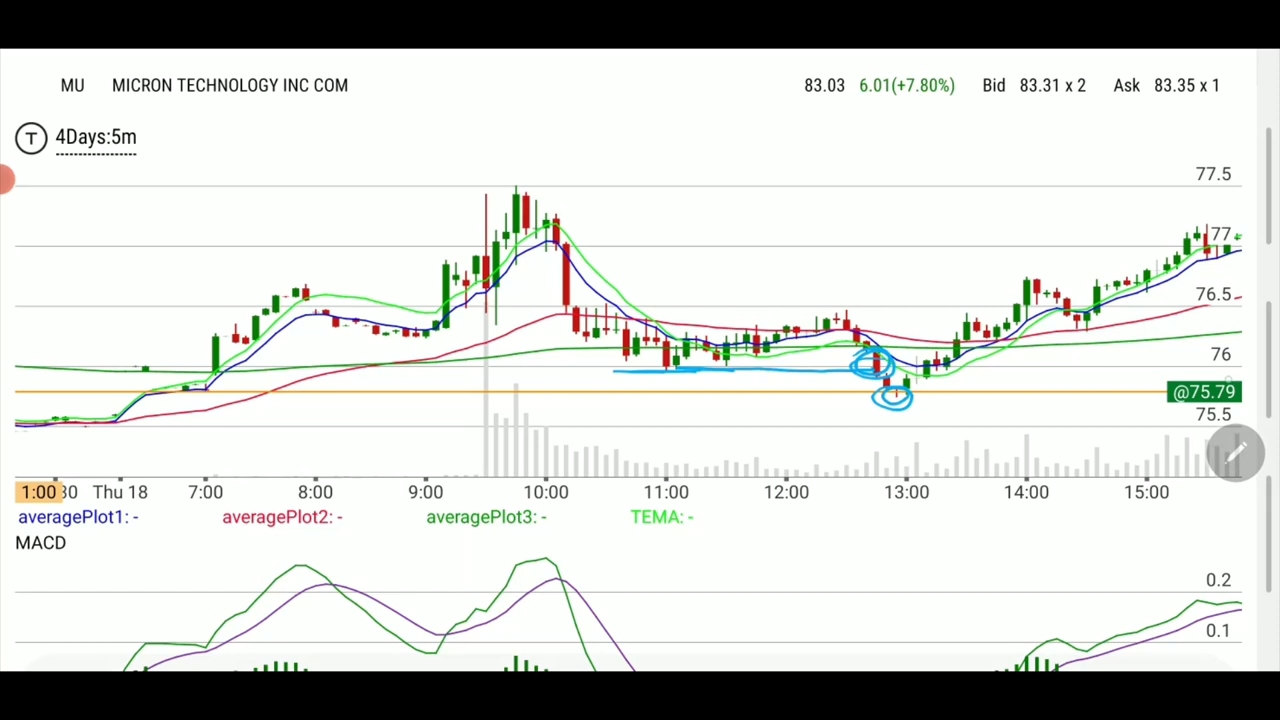 MU MICRON TECHNOLOGY INC COM 83.03 6.01(+7.80%) Bid 83.31 x 2 Ask 83.35 x 1
T 4Days:5m
77.5
77
76.5
76
@75.79
75.5
1:00 30 Thu 18 7:00 8:00 9:00 10:00 11:00 12:00 13:00 14:00 15:00
averagePlot1: - averagePlot2: - averagePlot3: - TEMA: -
MACD
0.2
0.1